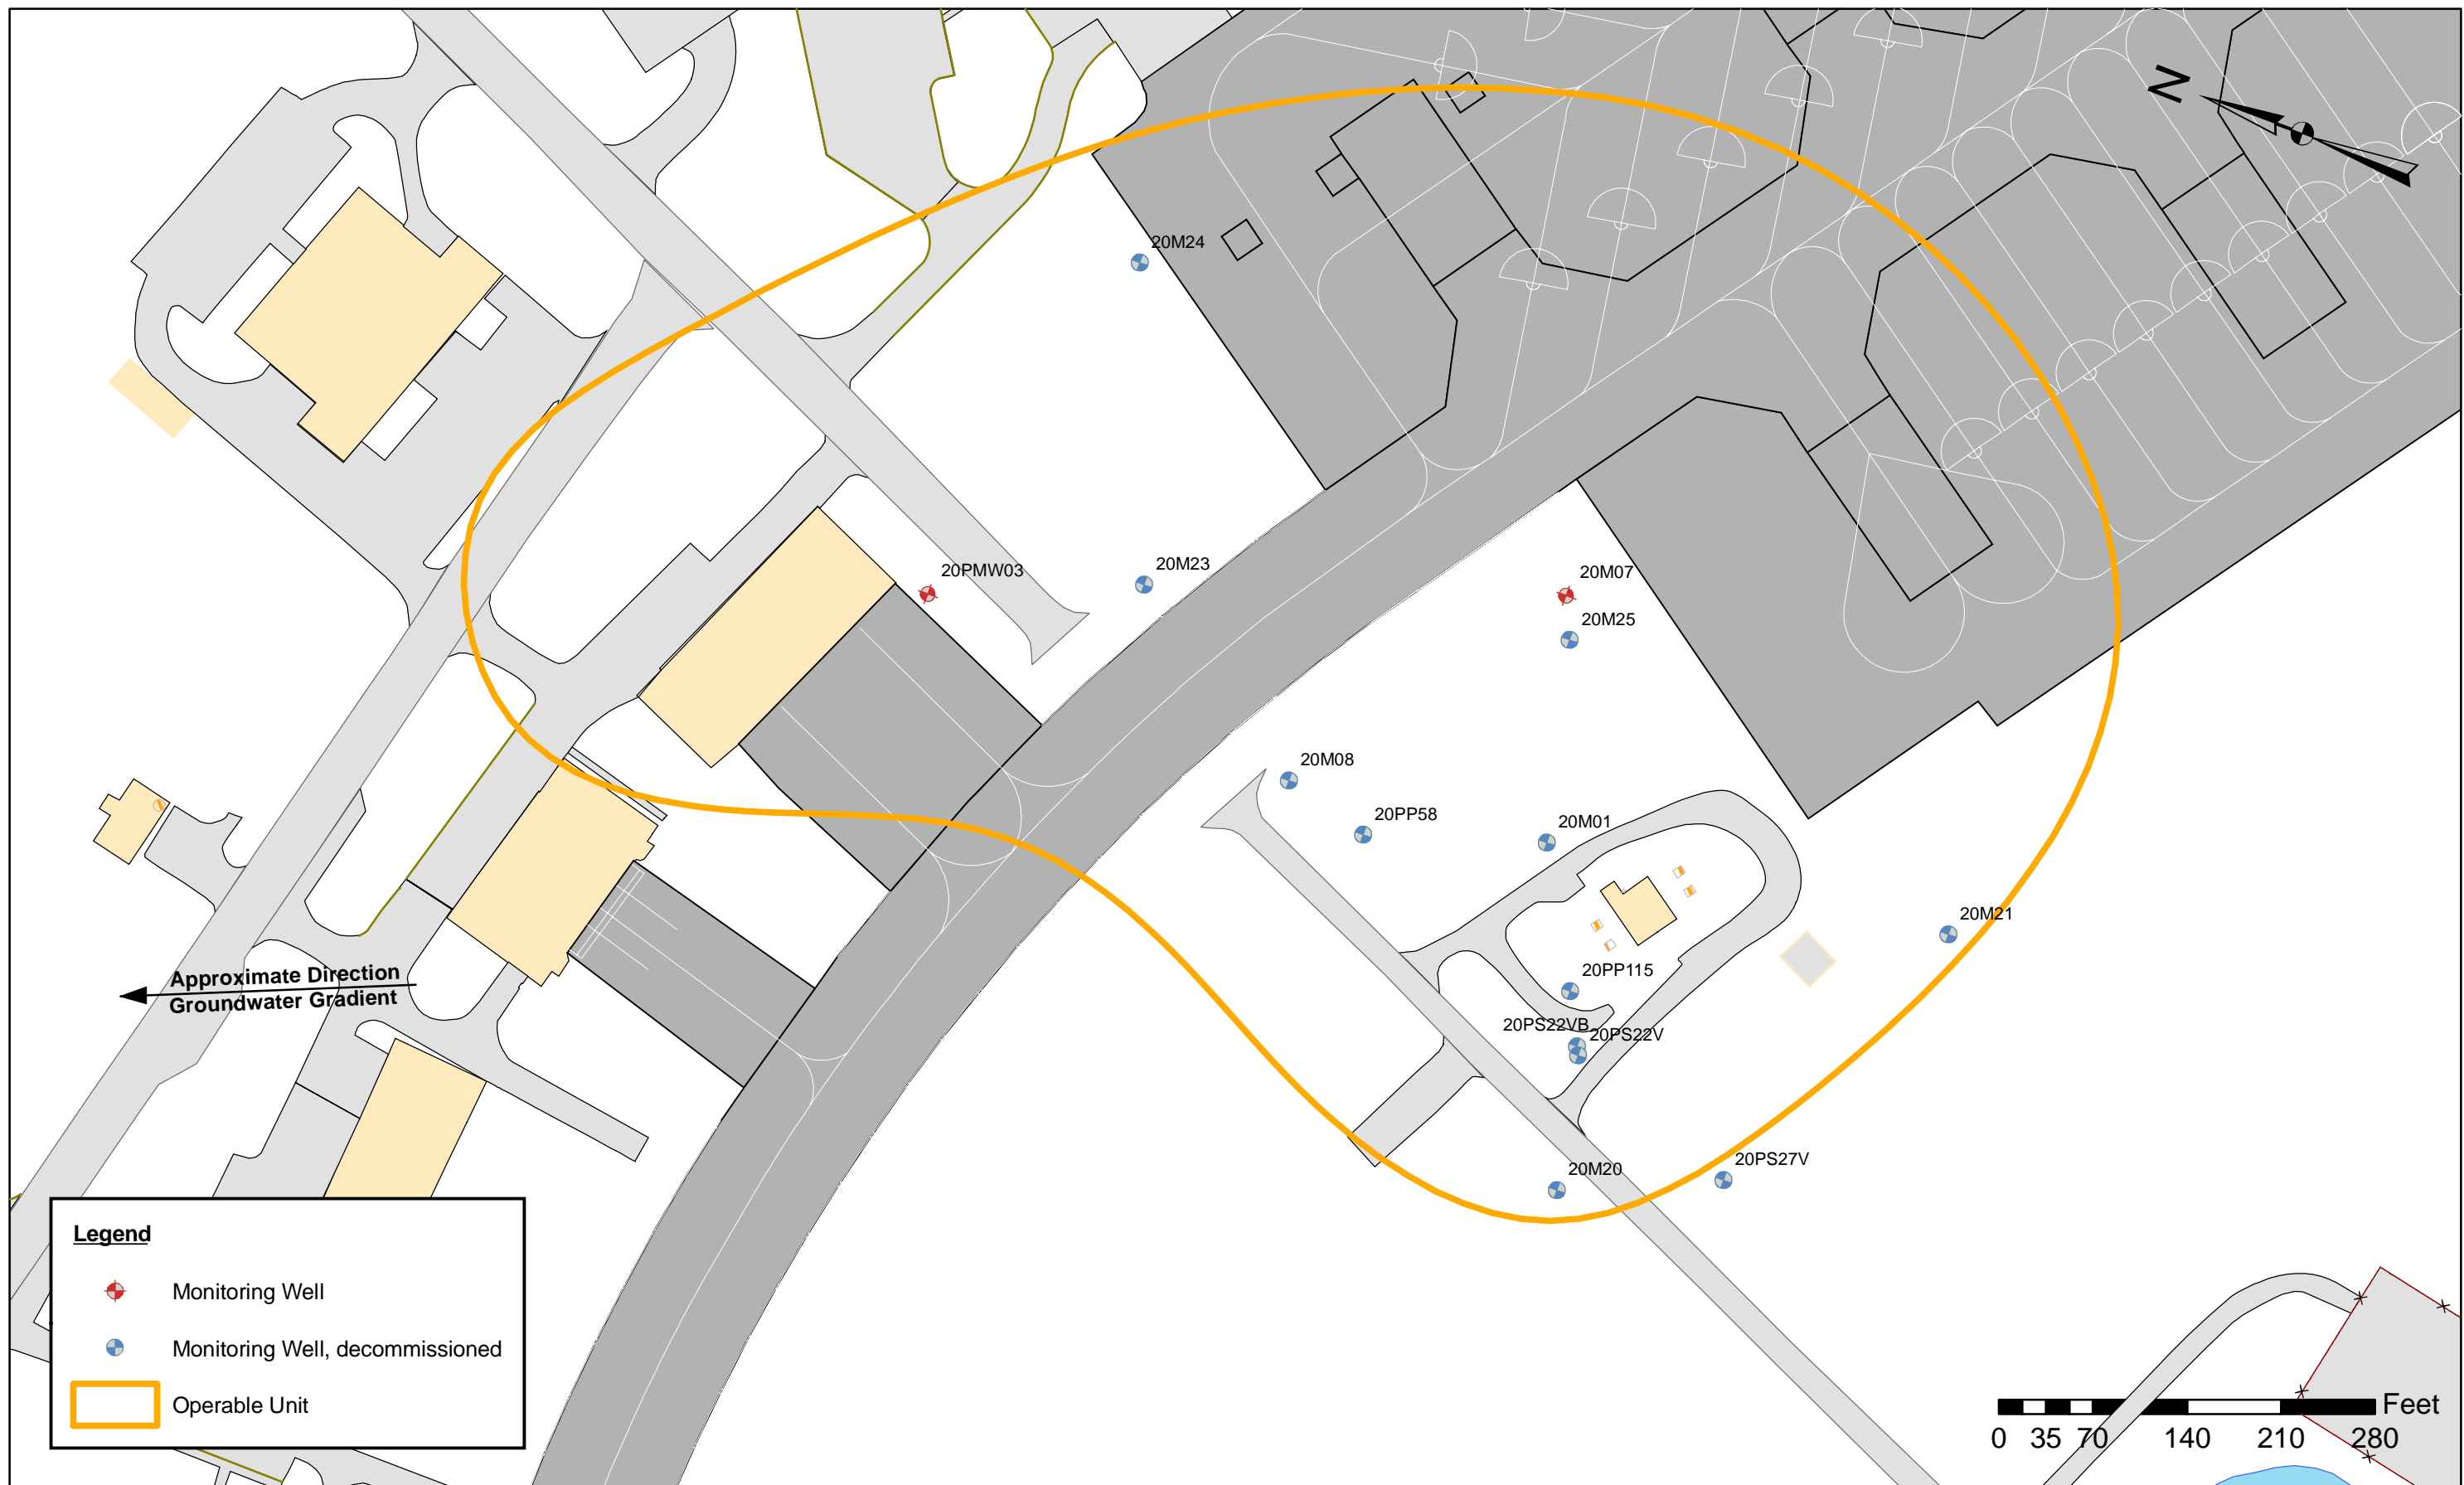 N
20M24
20PMW03
20M23
20M07
20M25
20M08
20PP58
20M01
20M21
Approximate Direction
Groundwater Gradient
20PP115
20PS22VB
20PS22V
20M20
20PS27V
Legend
Monitoring Well
Monitoring Well, decommissioned
Operable Unit
Feet
0 35 70 140 210 280